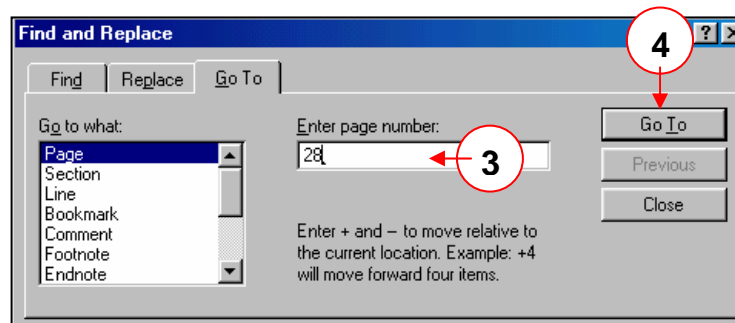 Find and Replace
4
?
Find Replace Go To
Go to what:
Page
Section
Line
Bookmark
Comment
Footnote
Endnote
Enter page number:
28
3
Enter + and – to move relative to
the current location. Example: +4
will move forward four items.
Go To
Previous
Close